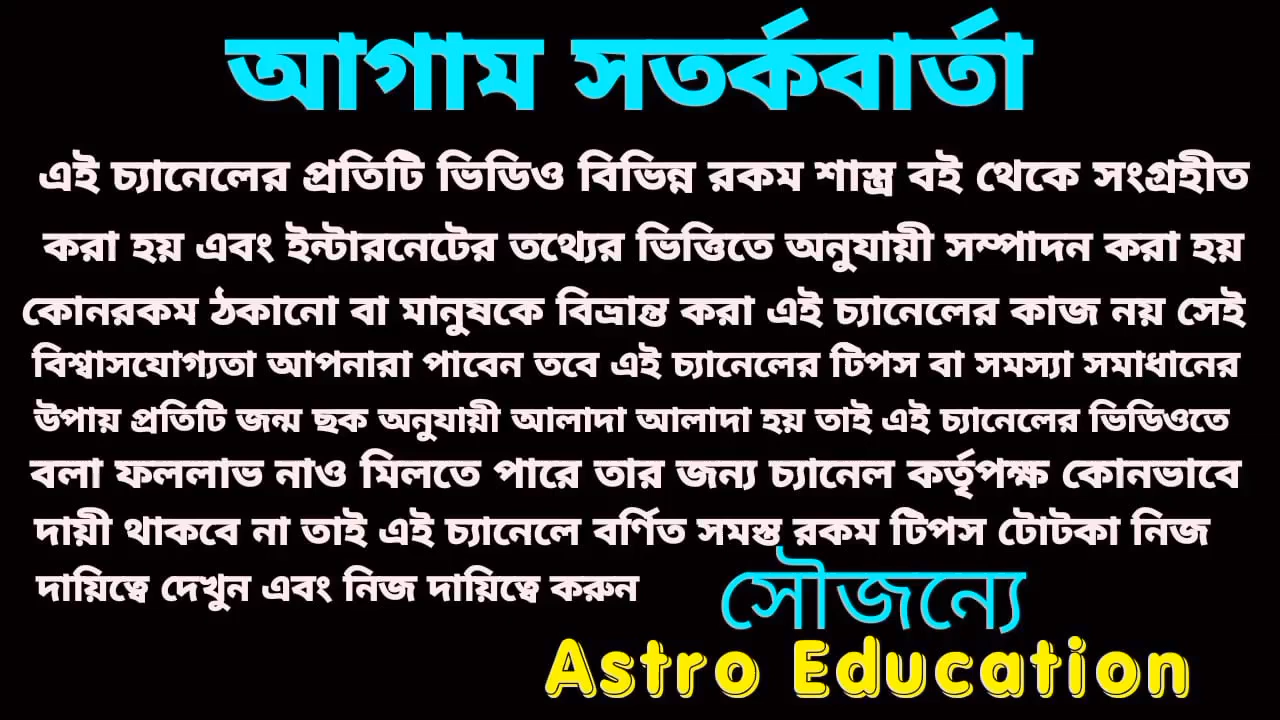 আগাম সতর্কবার্তা
এই চ্যানেলের প্রতিটি ভিডিও বিভিন্ন রকম শাস্ত্র বই থেকে সংগ্রহীত
করা হয় এবং ইন্টারনেটের তথ্যের ভিত্তিতে অনুযায়ী সম্পাদন করা হয়
কোনরকম ঠকানো বা মানুষকে বিভ্রান্ত করা এই চ্যানেলের কাজ নয় সেই
বিশ্বাসযোগ্যতা আপনারা পাবেন তবে এই চ্যানেলের টিপস বা সমস্যা সমাধানের
উপায় প্রতিটি জন্ম ছক অনুযায়ী আলাদা আলাদা হয় তাই এই চ্যানেলের ভিডিওতে
বলা ফললাভ নাও মিলতে পারে তার জন্য চ্যানেল কর্তৃপক্ষ কোনভাবে
দায়ী থাকবে না তাই এই চ্যানেলে বর্ণিত সমস্ত রকম টিপস টোটকা নিজ
দায়িত্বে দেখুন এবং নিজ দায়িত্বে করুন
সৌজন্যে
Astro Education